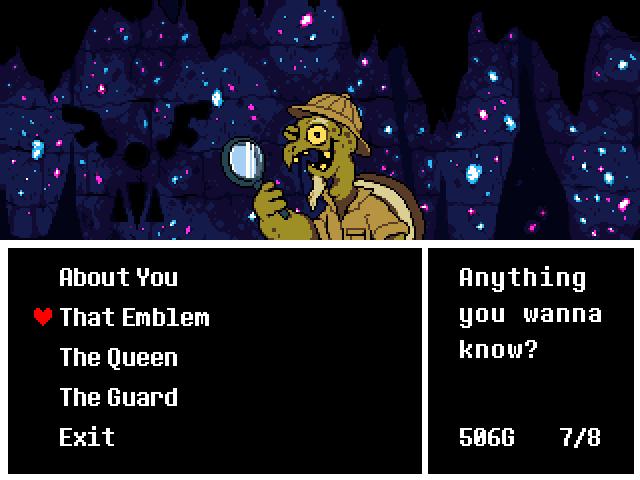 About You
That Emblem
The Queen
The Guard
Exit
Anything
you wanna
know?
506G 7/8